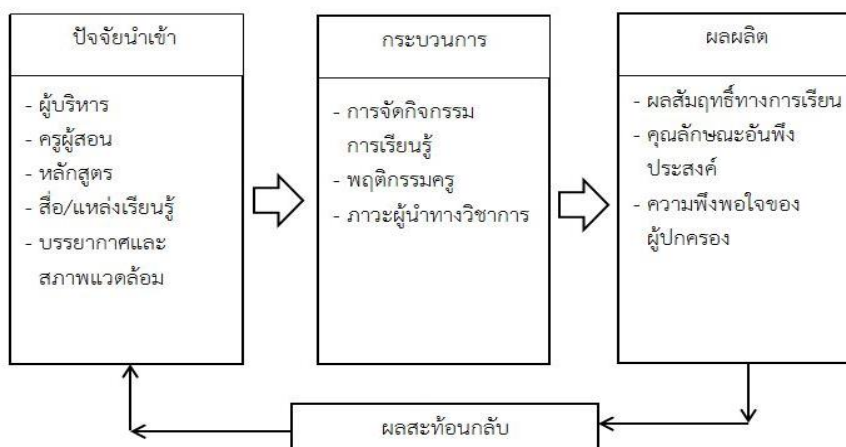 ปัจจัยนำเข้า
- ผู้บริหาร
- ครูผู้สอน
- หลักสูตร
- สื่อ/แหล่งเรียนรู้
- บรรยากาศและ
สภาพแวดล้อม
กระบวนการ
- การจัดกิจกรรม
การเรียนรู้
- พฤติกรรมครู
- ภาวะผู้นำทางวิชาการ
ผลผลิต
- ผลสัมฤทธิ์ทางการเรียน
- คุณลักษณะอันพึง
ประสงค์
- ความพึงพอใจของ
ผู้ปกครอง
ผลสะท้อนกลับ